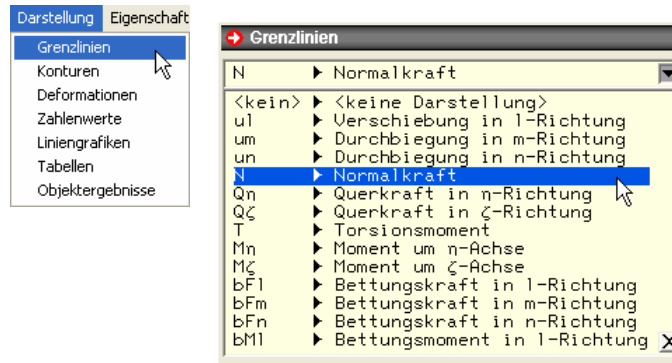 Darstellung Eigenschaft
Grenzlinien
Konturen
Deformationen
Zahlenwerte
Liniengrafiken
Tabellen
Objektergebnisse
Grenzlinien
N ▶ Normalkraft
<kein> ▶ <keine Darstellung>
ul ▶ Verschiebung in l-Richtung
um ▶ Durchbiegung in m-Richtung
un ▶ Durchbiegung in n-Richtung
N ▶ Normalkraft
Qη ▶ Querkraft in η-Richtung
Qζ ▶ Querkraft in ζ-Richtung
T ▶ Torsionsmoment
Mη ▶ Moment um η-Achse
Mζ ▶ Moment um ζ-Achse
bFl ▶ Bettungskraft in l-Richtung
bFm ▶ Bettungskraft in m-Richtung
bFn ▶ Bettungskraft in n-Richtung
bMl ▶ Bettungsmoment in l-Richtung